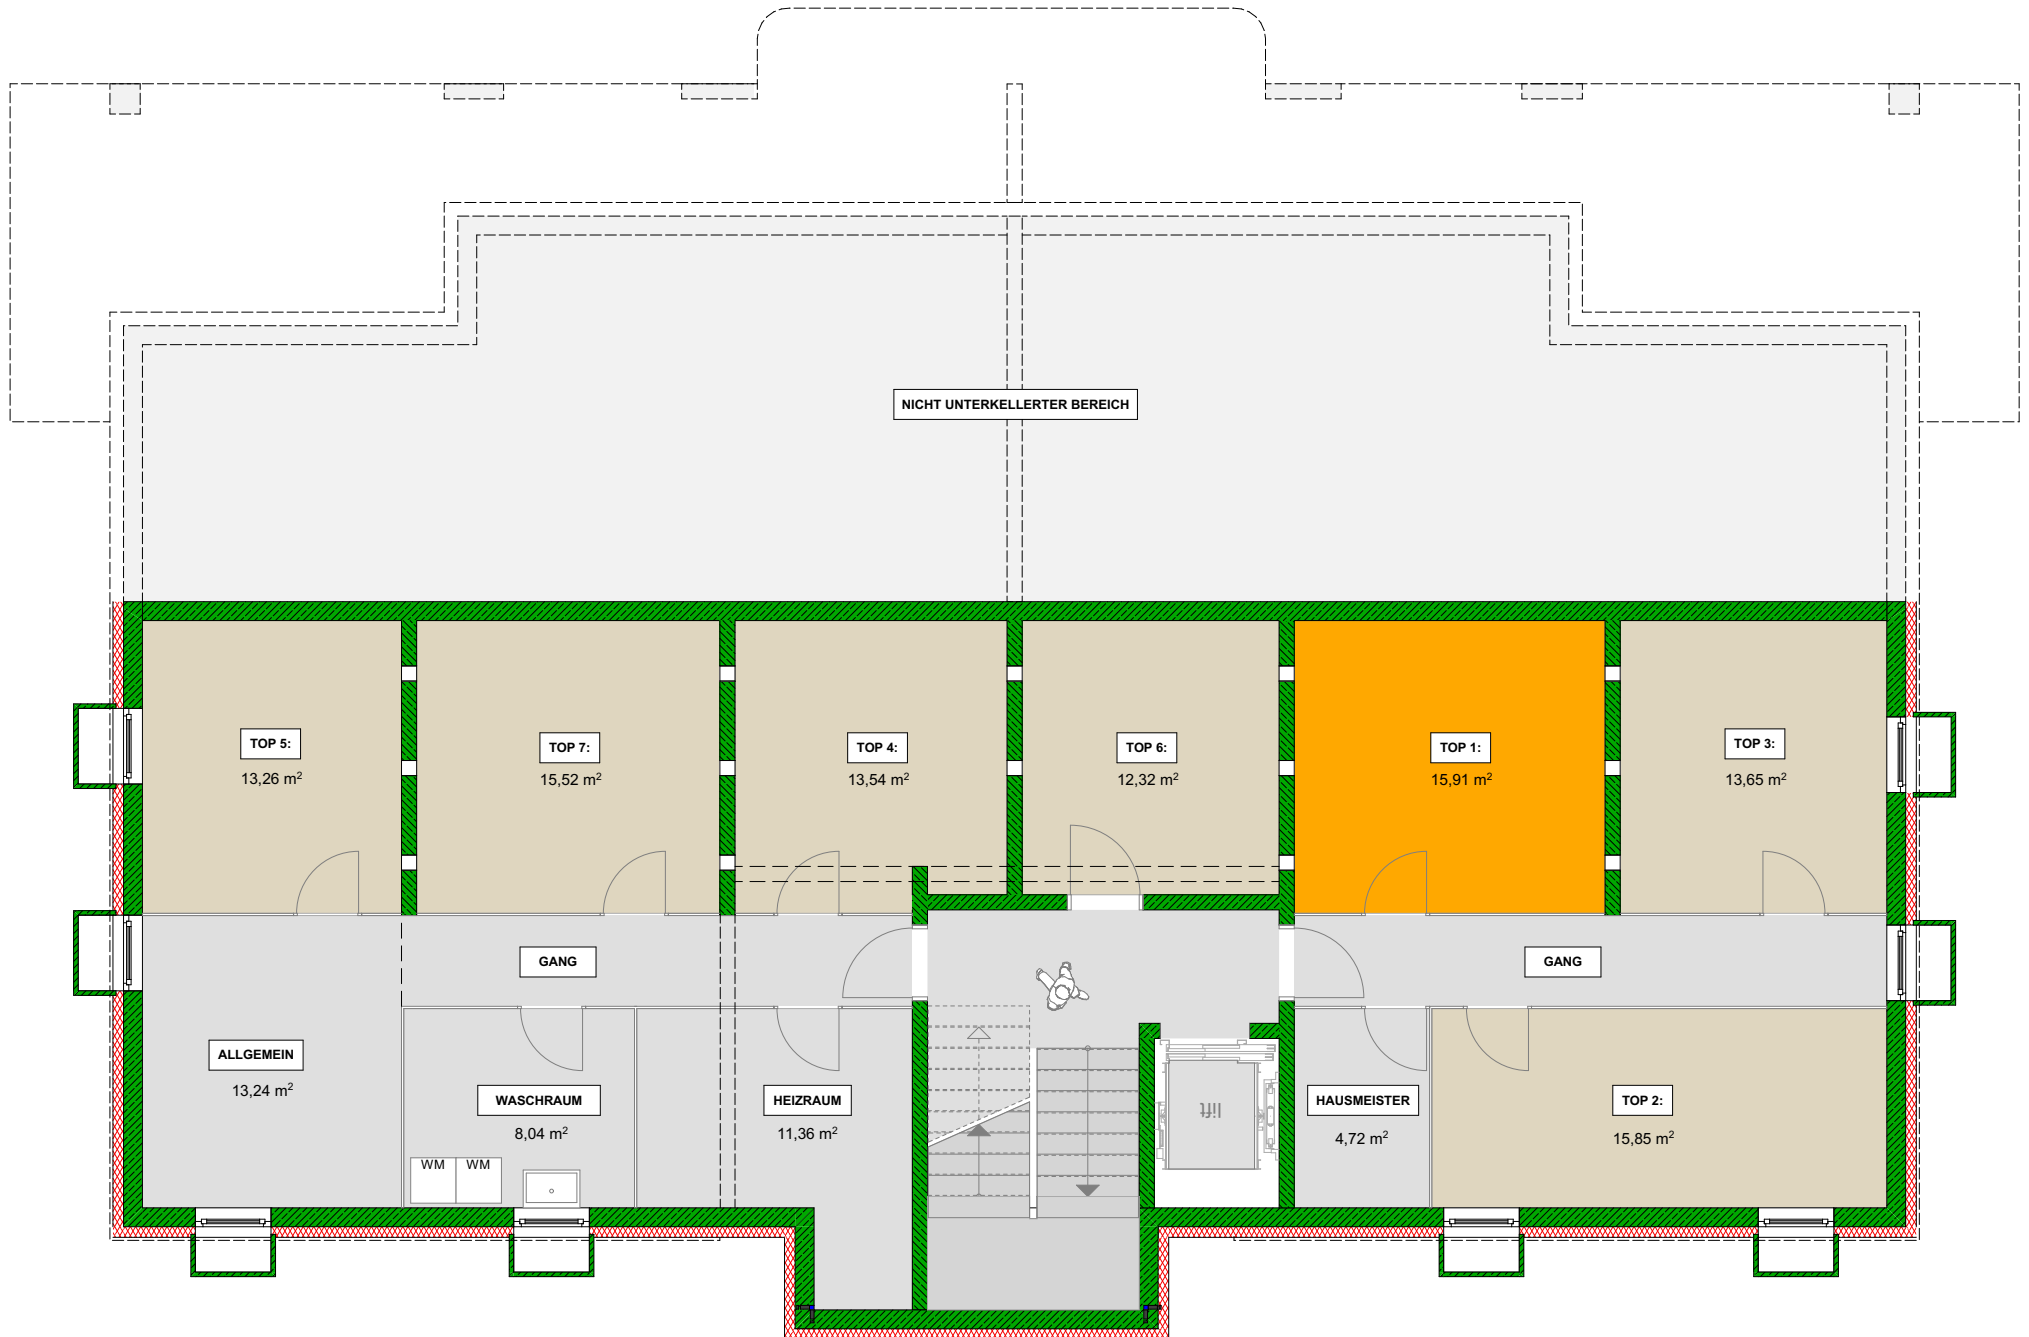 NICHT UNTERKELLERTER BEREICH
TOP 5:
13,26 m²
TOP 7:
15,52 m²
TOP 4:
13,54 m²
TOP 6:
12,32 m²
TOP 1:
15,91 m²
TOP 3:
13,65 m²
GANG
GANG
ALLGEMEIN
13,24 m²
WASCHRAUM
8,04 m²
WM WM
HEIZRAUM
11,36 m²
lift
HAUSMEISTER
4,72 m²
TOP 2:
15,85 m²